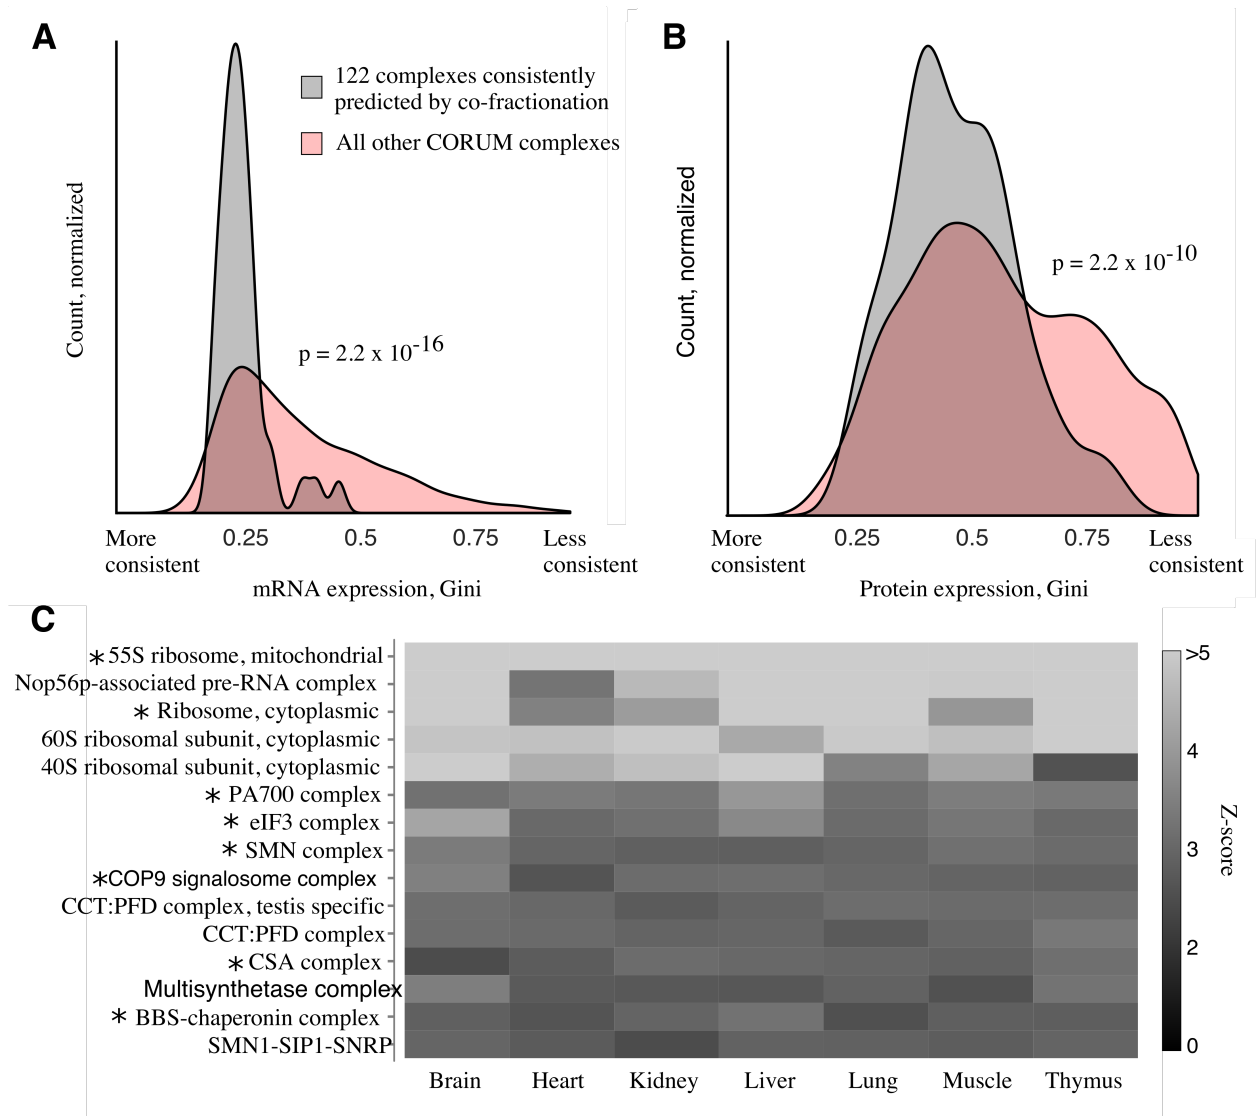 A
122 complexes consistently
predicted by co-fractionation
All other CORUM complexes
Count, normalized
p = 2.2 x 10-16
More
consistent
0.25
0.5
0.75
Less
consistent
mRNA expression, Gini
B
Count, normalized
p = 2.2 x 10-10
More
consistent
0.25
0.5
0.75
Less
consistent
Protein expression, Gini
C
*55S ribosome, mitochondrial
Nop56p-associated pre-RNA complex
* Ribosome, cytoplasmic
60S ribosomal subunit, cytoplasmic
40S ribosomal subunit, cytoplasmic
* PA700 complex
* eIF3 complex
* SMN complex
*COP9 signalosome complex
CCT:PFD complex, testis specific
CCT:PFD complex
* CSA complex
Multisynthetase complex
* BBS-chaperonin complex
SMN1-SIP1-SNRP
Brain Heart Kidney Liver Lung Muscle Thymus
>5
4
3
2
1
0
Z-score